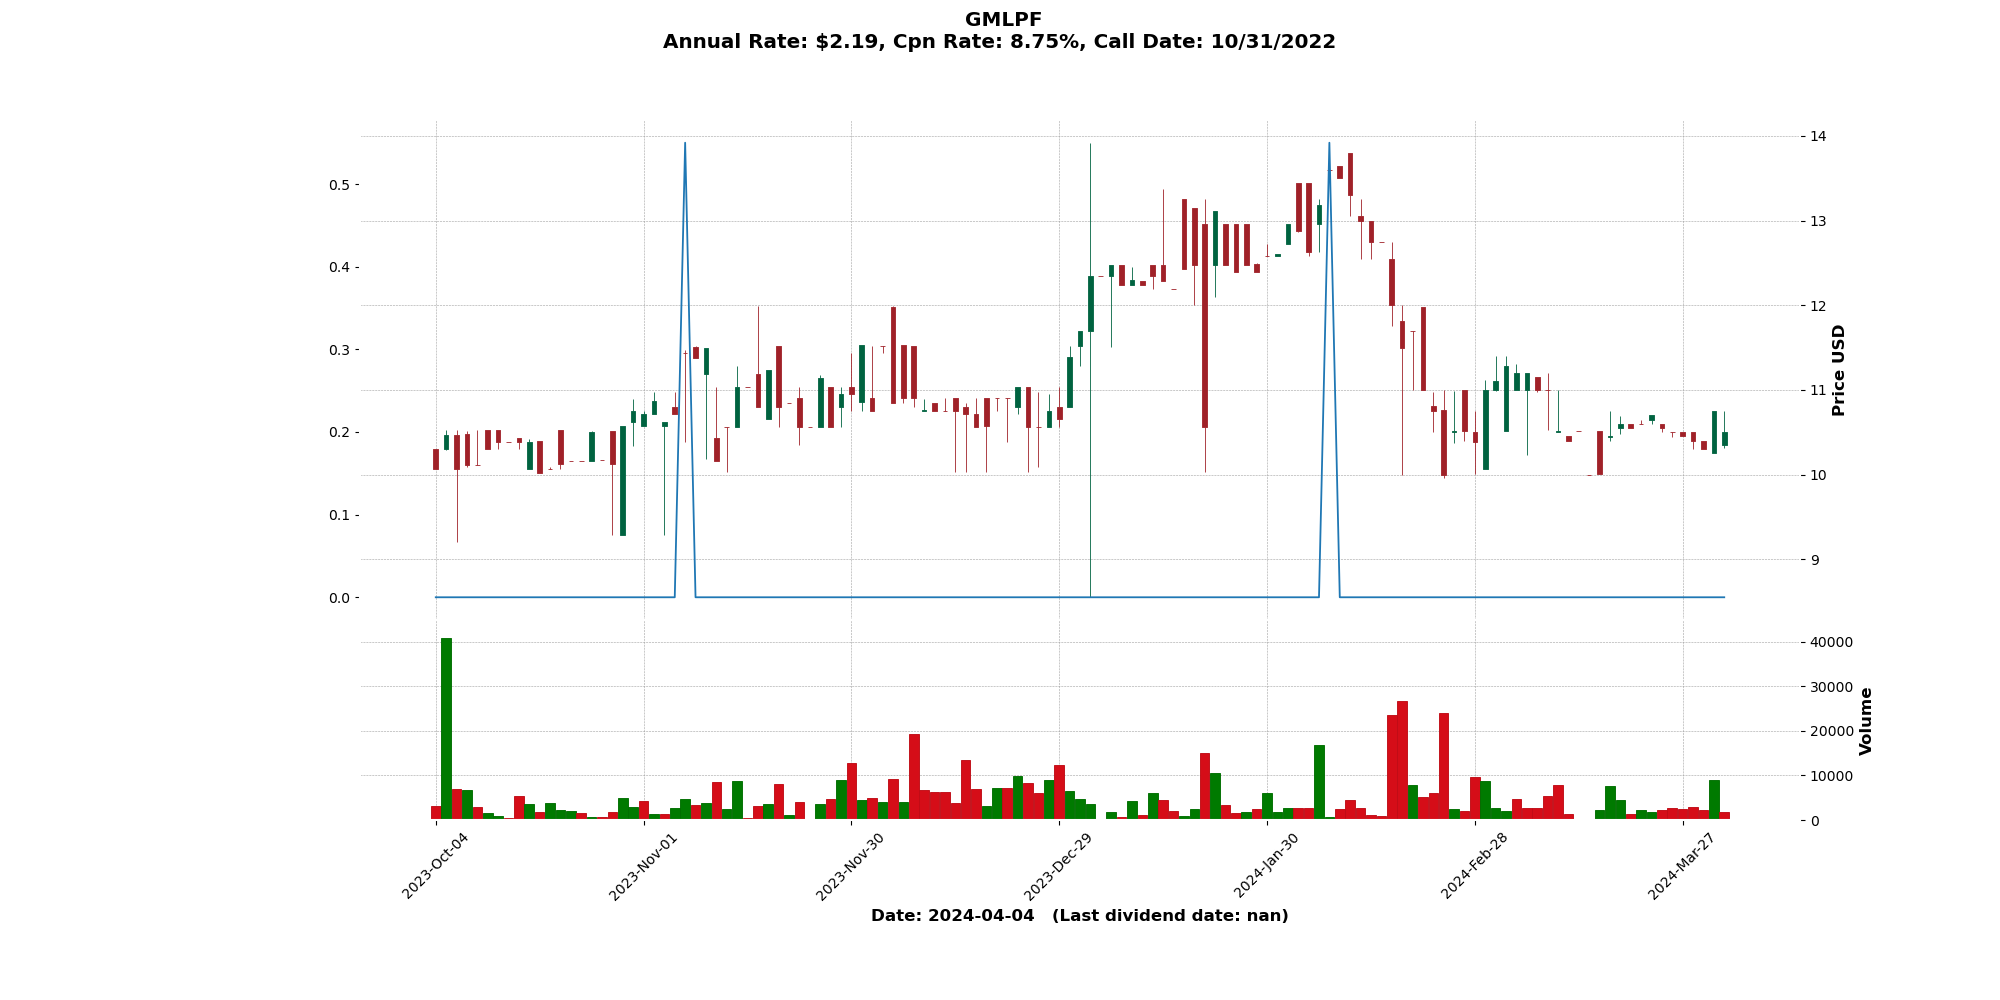 GMLPF
Annual Rate: $2.19, Cpn Rate: 8.75%, Call Date: 10/31/2022
0.5
0.4
0.3
0.2
0.1
0.0
14
13
12
11
10
9
Price USD
40000
30000
20000
10000
0
Volume
2023-Oct-04
2023-Nov-01
2023-Nov-30
2023-Dec-29
2024-Jan-30
2024-Feb-28
2024-Mar-27
Date: 2024-04-04 (Last dividend date: nan)